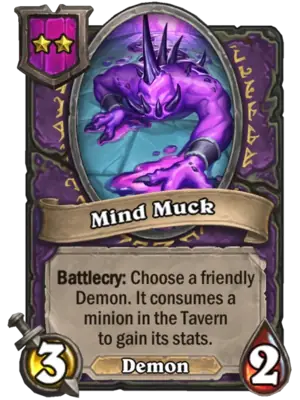 Mind Muck
Battlecry: Choose a friendly
Demon. It consumes a
minion in the Tavern
to gain its stats.
3
Demon
2